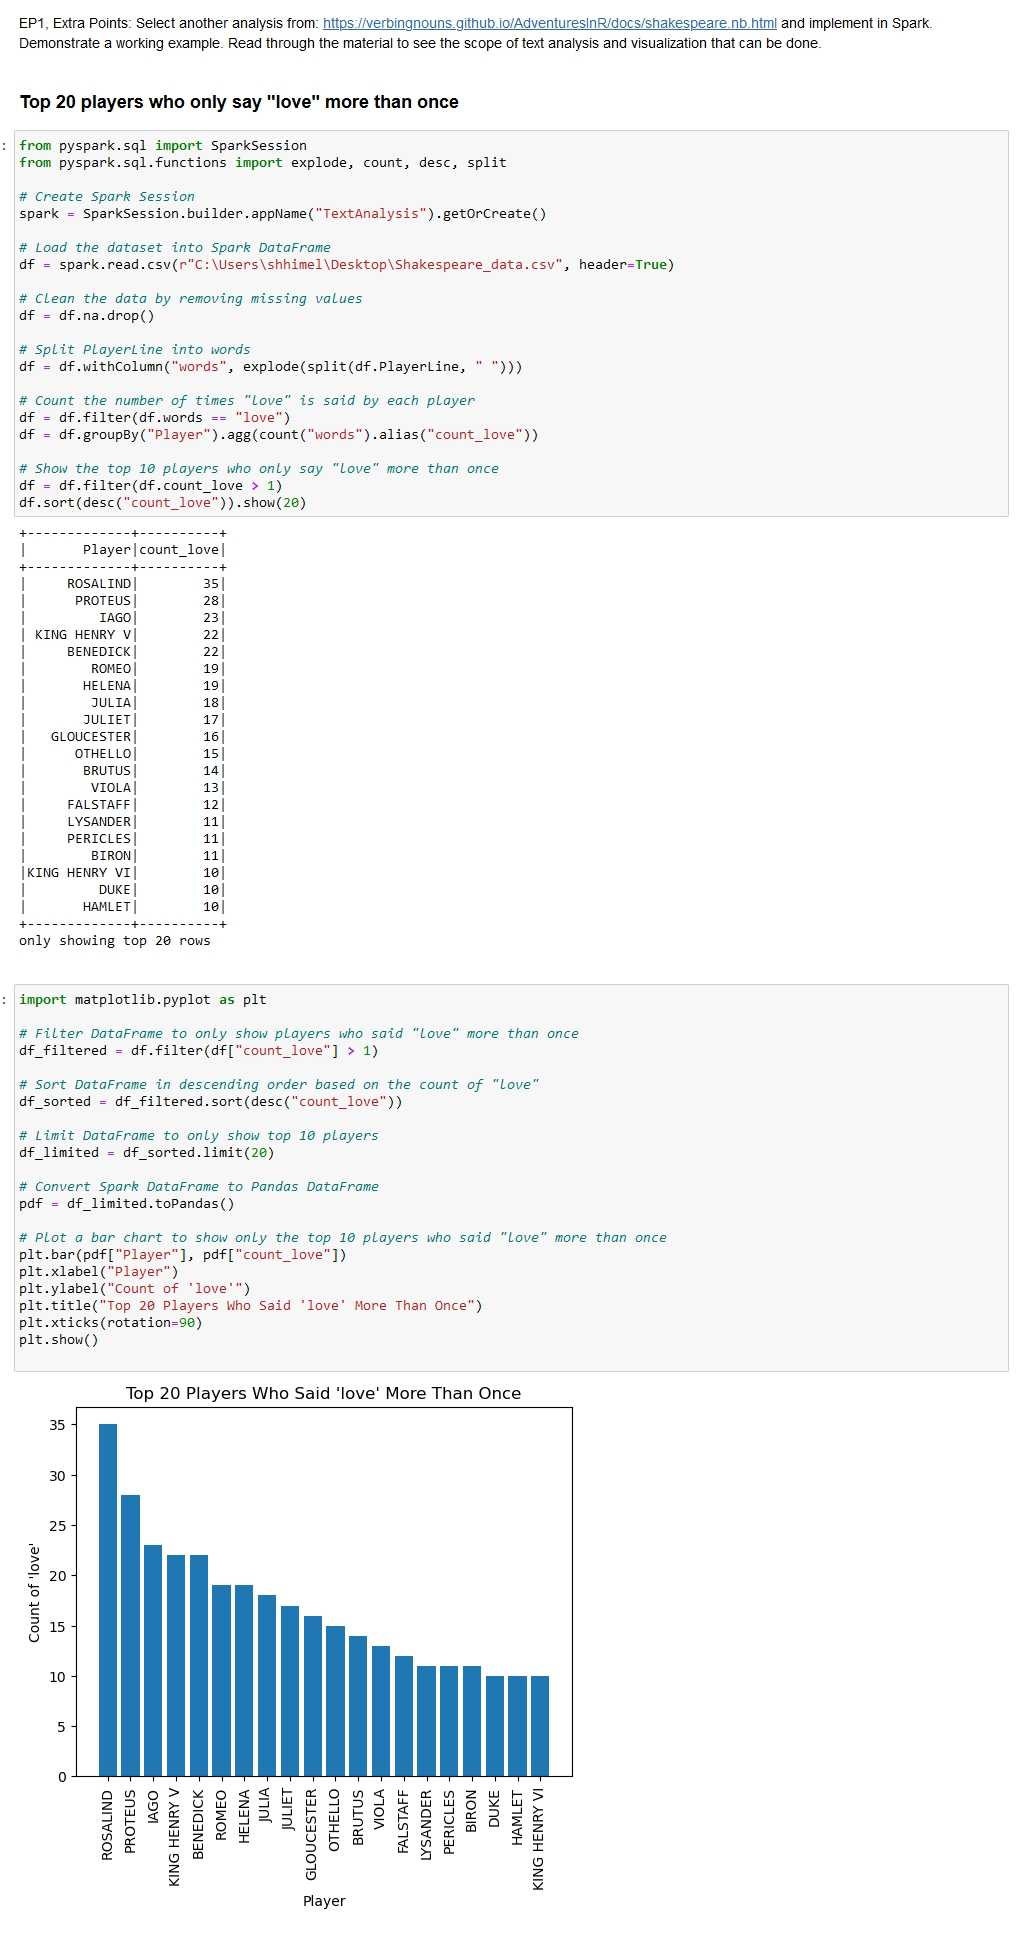 EP1, Extra Points: Select another analysis from: https://verbingnouns.github.io/AdventuresInR/docs/shakespeare.nb.html and implement in Spark.
Demonstrate a working example. Read through the material to see the scope of text analysis and visualization that can be done.
Top 20 players who only say "love" more than once
: from pyspark.sql import SparkSession
from pyspark.sql.functions import explode, count, desc, split
# Create Spark Session
spark = SparkSession.builder.appName("TextAnalysis").getOrCreate()
# Load the dataset into Spark DataFrame
df = spark.read.csv(r"C:\Users\shhimel\Desktop\Shakespeare_data.csv", header=True)
# Clean the data by removing missing values
df = df.na.drop()
# Split PlayerLine into words
df = df.withColumn("words", explode(split(df.PlayerLine, " ")))
# Count the number of times "love" is said by each player
df = df.filter(df.words == "love")
df = df.groupBy("Player").agg(count("words").alias("count_love"))
# Show the top 10 players who only say "love" more than once
df = df.filter(df.count_love > 1)
df.sort(desc("count_love")).show(20)
+-------------+----------+
|       Player|count_love|
+-------------+----------+
|     ROSALIND|        35|
|      PROTEUS|        28|
|         IAGO|        23|
| KING HENRY V|        22|
|     BENEDICK|        22|
|        ROMEO|        19|
|       HELENA|        19|
|        JULIA|        18|
|       JULIET|        17|
|   GLOUCESTER|        16|
|      OTHELLO|        15|
|       BRUTUS|        14|
|        VIOLA|        13|
|     FALSTAFF|        12|
|     LYSANDER|        11|
|     PERICLES|        11|
|        BIRON|        11|
|KING HENRY VI|        10|
|         DUKE|        10|
|       HAMLET|        10|
+-------------+----------+
only showing top 20 rows
: import matplotlib.pyplot as plt
# Filter DataFrame to only show players who said "love" more than once
df_filtered = df.filter(df["count_love"] > 1)
# Sort DataFrame in descending order based on the count of "love"
df_sorted = df_filtered.sort(desc("count_love"))
# Limit DataFrame to only show top 10 players
df_limited = df_sorted.limit(20)
# Convert Spark DataFrame to Pandas DataFrame
pdf = df_limited.toPandas()
# Plot a bar chart to show only the top 10 players who said "love" more than once
plt.bar(pdf["Player"], pdf["count_love"])
plt.xlabel("Player")
plt.ylabel("Count of 'love'")
plt.title("Top 20 Players Who Said 'love' More Than Once")
plt.xticks(rotation=90)
plt.show()
Top 20 Players Who Said 'love' More Than Once
Count of 'love'
35
30
25
20
15
10
5
0
ROSALIND
PROTEUS
IAGO
KING HENRY V
BENEDICK
ROMEO
HELENA
JULIA
JULIET
GLOUCESTER
OTHELLO
BRUTUS
VIOLA
FALSTAFF
LYSANDER
PERICLES
BIRON
DUKE
HAMLET
KING HENRY VI
Player